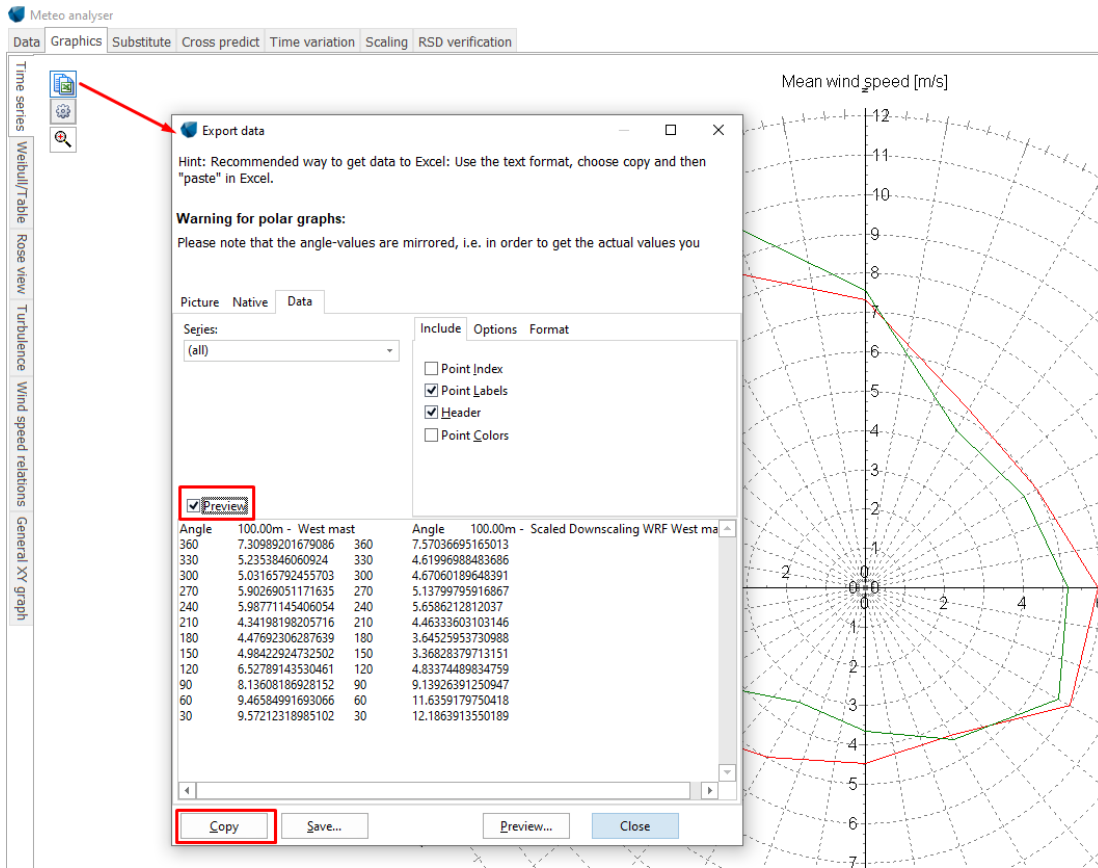 Meteo analyser
Data Graphics Substitute Cross predict Time variation Scaling RSD verification
Time series
Weibull/Table
Rose view
Turbulence
Wind speed relations
General XY graph
Mean wind speed [m/s]
Export data
Hint: Recommended way to get data to Excel: Use the text format, choose copy and then
"paste" in Excel.
Warning for polar graphs:
Please note that the angle-values are mirrored, i.e. in order to get the actual values you
Picture Native Data
Series:
(all)
Include Options Format
Point Index
Point Labels
Header
Point Colors
Preview
Angle 100.00m - West mast Angle 100.00m - Scaled Downscaling WRF West ma
360 7.30989201679086 360 7.57036695165013
330 5.2353846060924 330 4.61996988483686
300 5.03165792455703 300 4.67060189648391
270 5.90269051171635 270 5.13799795916867
240 5.98771145406054 240 5.6586212812037
210 4.34198198205716 210 4.46333603103146
180 4.47692306287639 180 3.64525953730988
150 4.98422924732502 150 3.36828379713151
120 6.52789143530461 120 4.83374489834759
90 8.13608186928152 90 9.13926391250947
60 9.46584991693066 60 11.6359179750418
30 9.57212318985102 30 12.1863913550189
Copy Save... Preview... Close
12
11
10
9
8
7
6
5
4
3
2
1
0
2 0 0 0 2 4 6
1
2
3
4
5
6
7